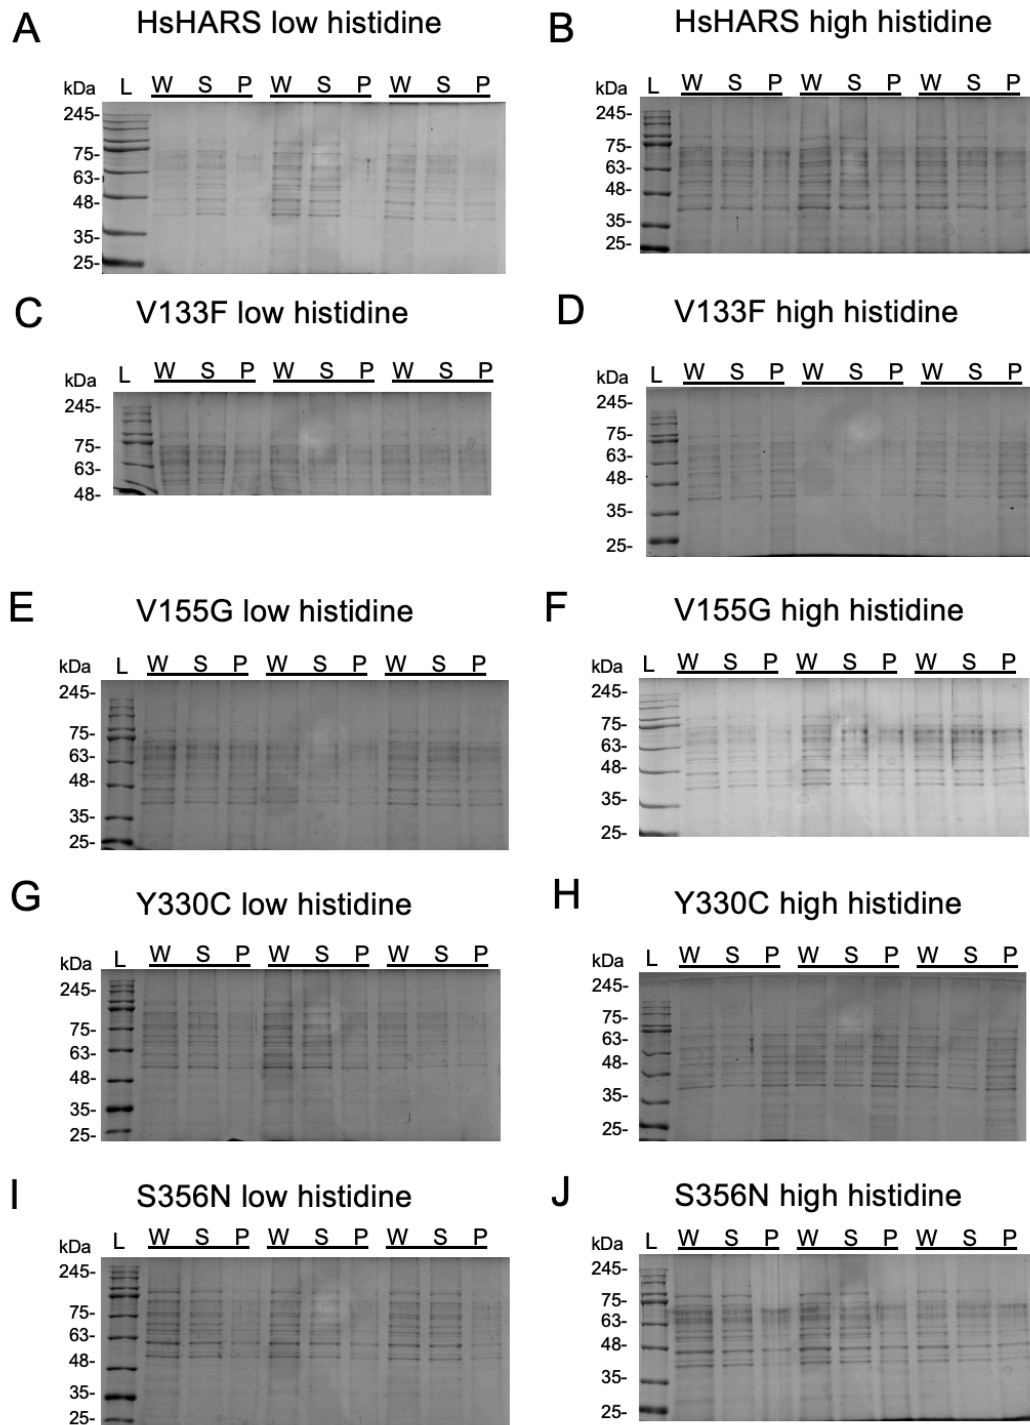 A HsHARS low histidine
kDa L W S P W S P W S P
245-
75-
63-
48-
35-
25-
B HsHARS high histidine
kDa L W S P W S P W S P
245-
75-
63-
48-
35-
25-
C V133F low histidine
kDa L W S P W S P W S P
245-
75-
63-
48-
D V133F high histidine
kDa L W S P W S P W S P
245-
75-
63-
48-
35-
25-
E V155G low histidine
kDa L W S P W S P W S P
245-
75-
63-
48-
35-
25-
F V155G high histidine
kDa L W S P W S P W S P
245-
75-
63-
48-
35-
25-
G Y330C low histidine
kDa L W S P W S P W S P
245-
75-
63-
48-
35-
25-
H Y330C high histidine
kDa L W S P W S P W S P
245-
75-
63-
48-
35-
25-
I S356N low histidine
kDa L W S P W S P W S P
245-
75-
63-
48-
35-
25-
J S356N high histidine
kDa L W S P W S P W S P
245-
75-
63-
48-
35-
25-